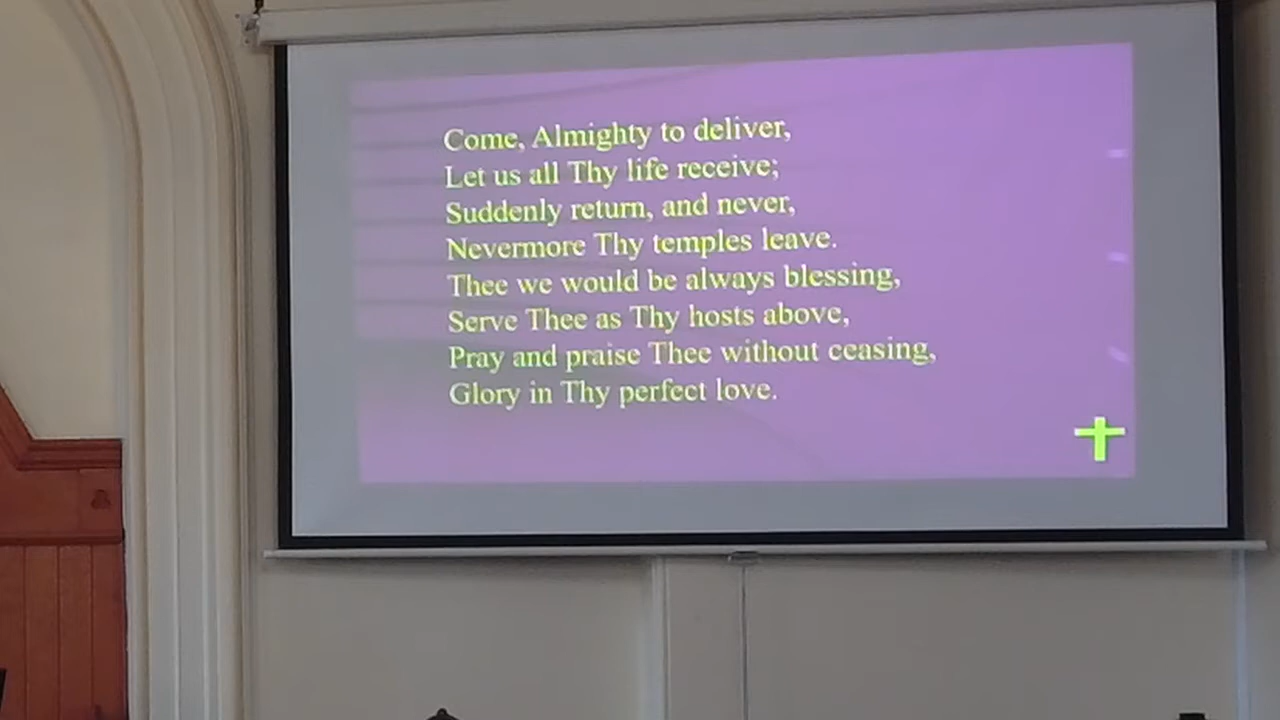 Come, Almighty to deliver,
Let us all Thy life receive;
Suddenly return, and never,
Nevermore Thy temples leave.
Thee we would be always blessing,
Serve Thee as Thy hosts above,
Pray and praise Thee without ceasing,
Glory in Thy perfect love.